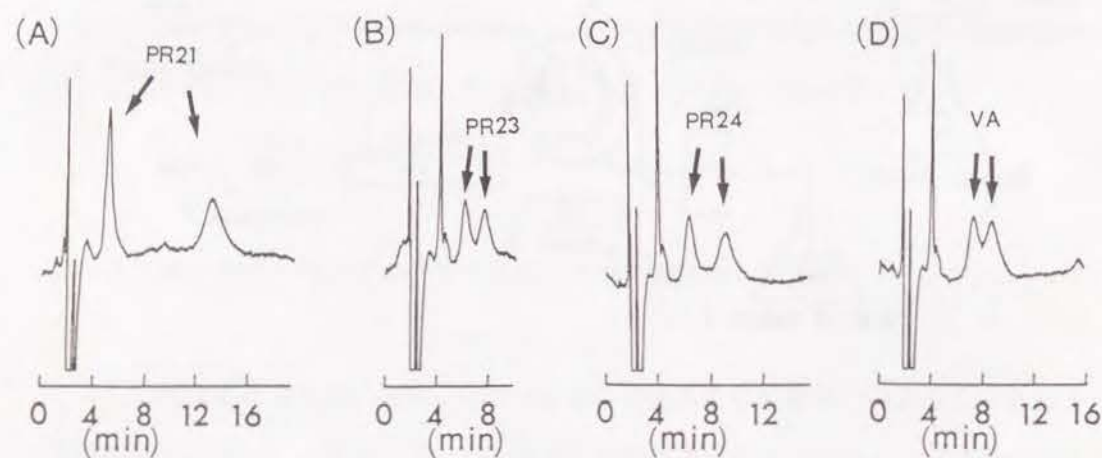 (A) (B) (C) (D)
PR21 PR23 PR24 VA
0 4 8 12 16 0 4 8 0 4 8 12 0 4 8 12 16
(min) (min) (min) (min)